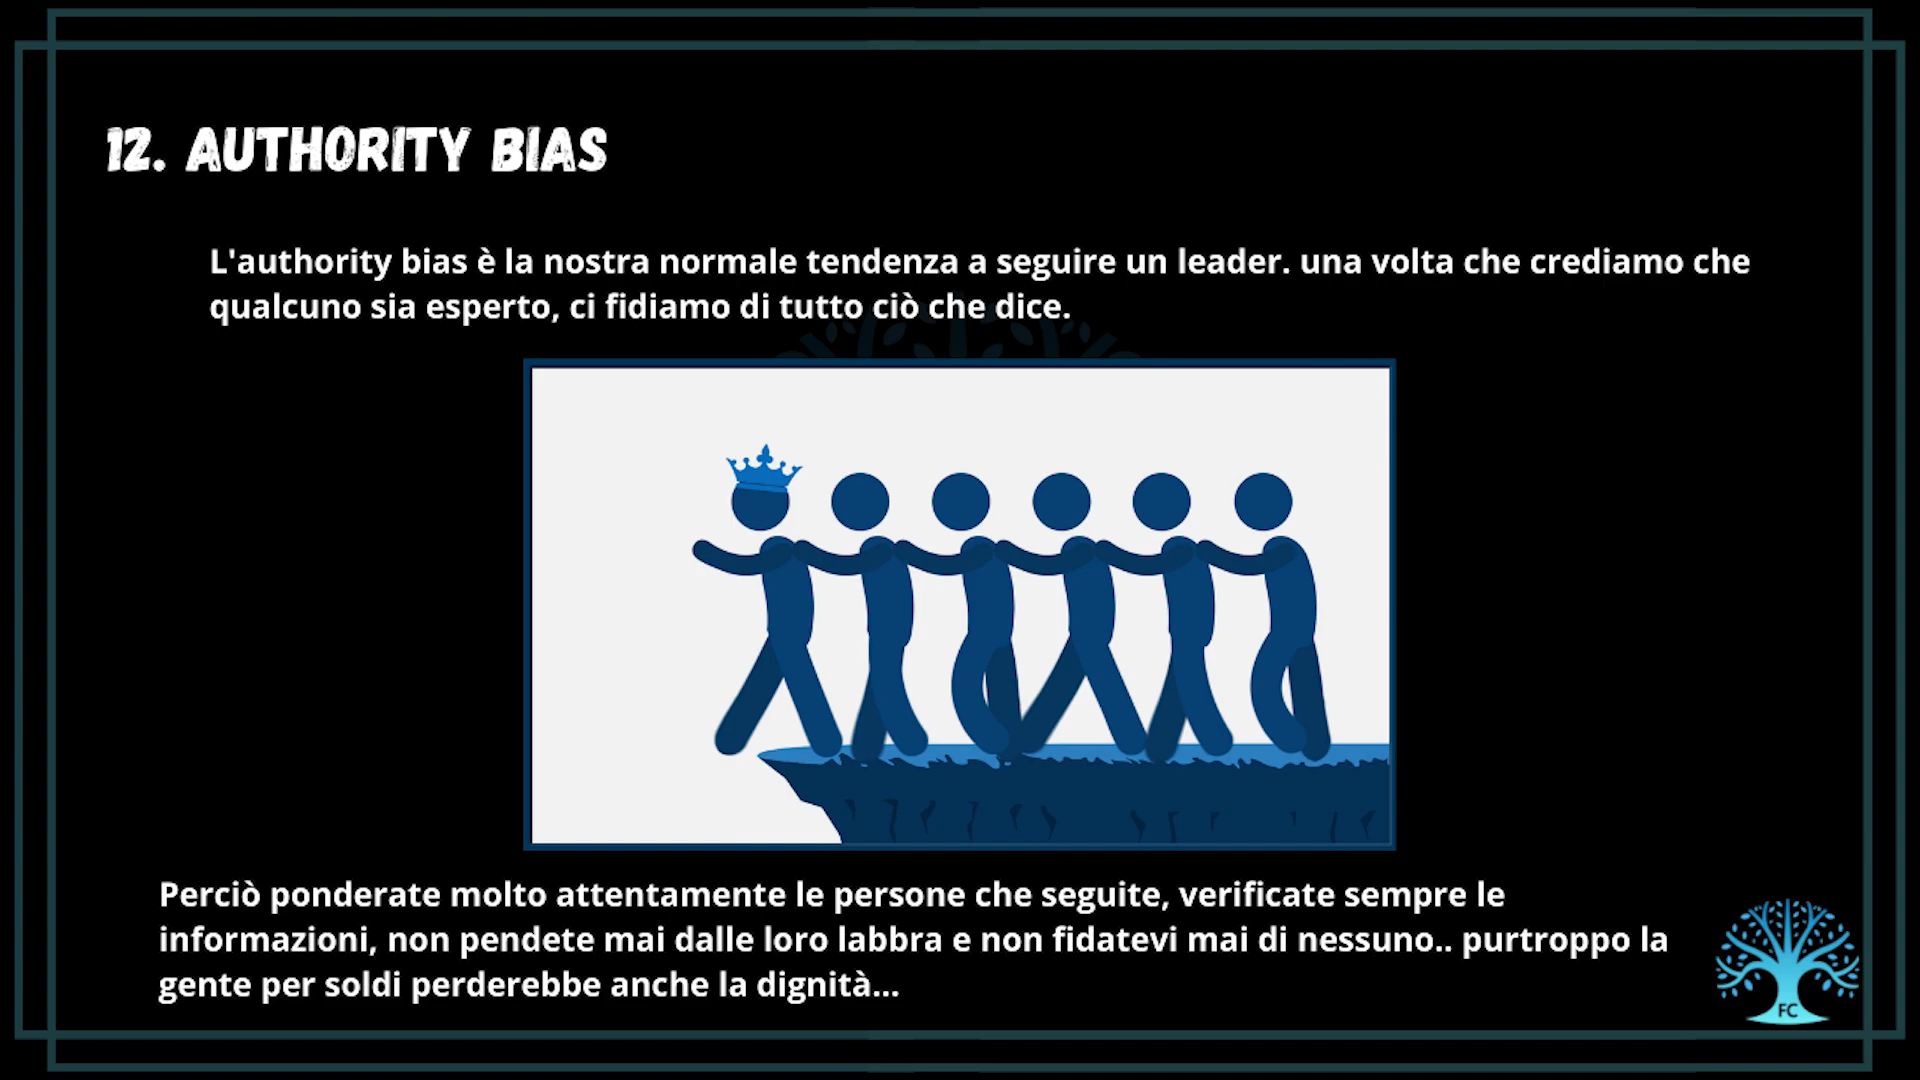 12. AUTHORITY BIAS
L'authority bias è la nostra normale tendenza a seguire un leader. una volta che crediamo che
qualcuno sia esperto, ci fidiamo di tutto ciò che dice.
Perciò ponderate molto attentamente le persone che seguite, verificate sempre le
informazioni, non pendete mai dalle loro labbra e non fidatevi mai di nessuno.. purtroppo la
gente per soldi perderebbe anche la dignità...
FC